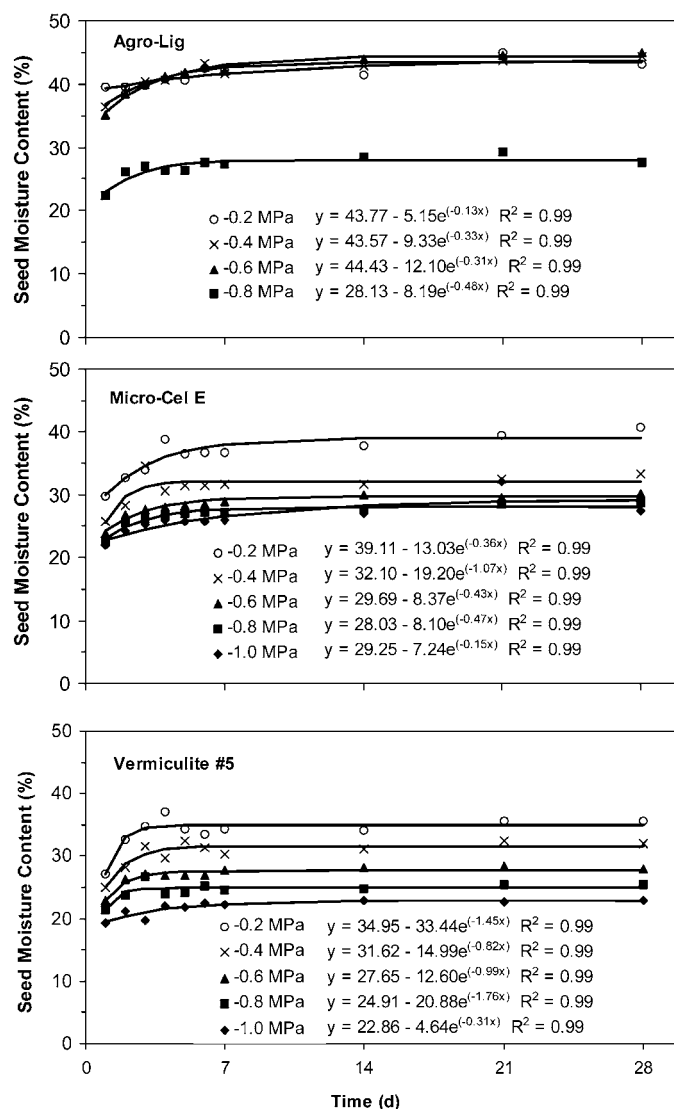 50
Agro-Lig
40
30
20
-0.2 MPa y = 43.77 - 5.15e(-0.13x) R2 = 0.99
-0.4 MPa y = 43.57 - 9.33e(-0.33x) R2 = 0.99
10
-0.6 MPa y = 44.43 - 12.10e(-0.31x) R2 = 0.99
-0.8 MPa y = 28.13 - 8.19e(-0.48x) R2 = 0.99
0
Seed Moisture Content (%)
50
Micro-Cel E
40
30
20
-0.2 MPa y = 39.11 - 13.03e(-0.36x) R2 = 0.99
-0.4 MPa y = 32.10 - 19.20e(-1.07x) R2 = 0.99
10
-0.6 MPa y = 29.69 - 8.37e(-0.43x) R2 = 0.99
-0.8 MPa y = 28.03 - 8.10e(-0.47x) R2 = 0.99
-1.0 MPa y = 29.25 - 7.24e(-0.15x) R2 = 0.99
0
Seed Moisture Content (%)
50
Vermiculite #5
40
30
20
-0.2 MPa y = 34.95 - 33.44e(-1.45x) R2 = 0.99
-0.4 MPa y = 31.62 - 14.99e(-0.82x) R2 = 0.99
10
-0.6 MPa y = 27.65 - 12.60e(-0.99x) R2 = 0.99
-0.8 MPa y = 24.91 - 20.88e(-1.76x) R2 = 0.99
-1.0 MPa y = 22.86 - 4.64e(-0.31x) R2 = 0.99
0
Seed Moisture Content (%)
0 7 14 21 28
Time (d)